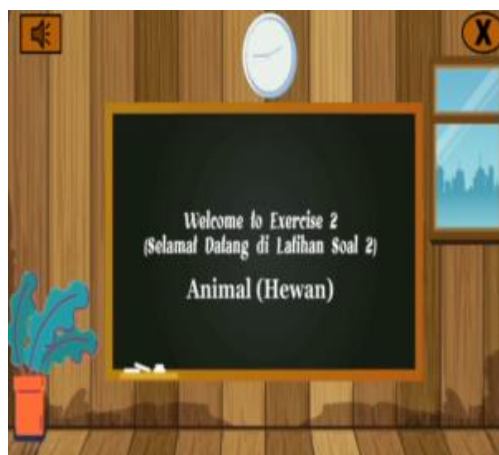 X
Welcome to Exercise 2
(Selamat Datang di Latihan Soal 2)
Animal (Hewan)